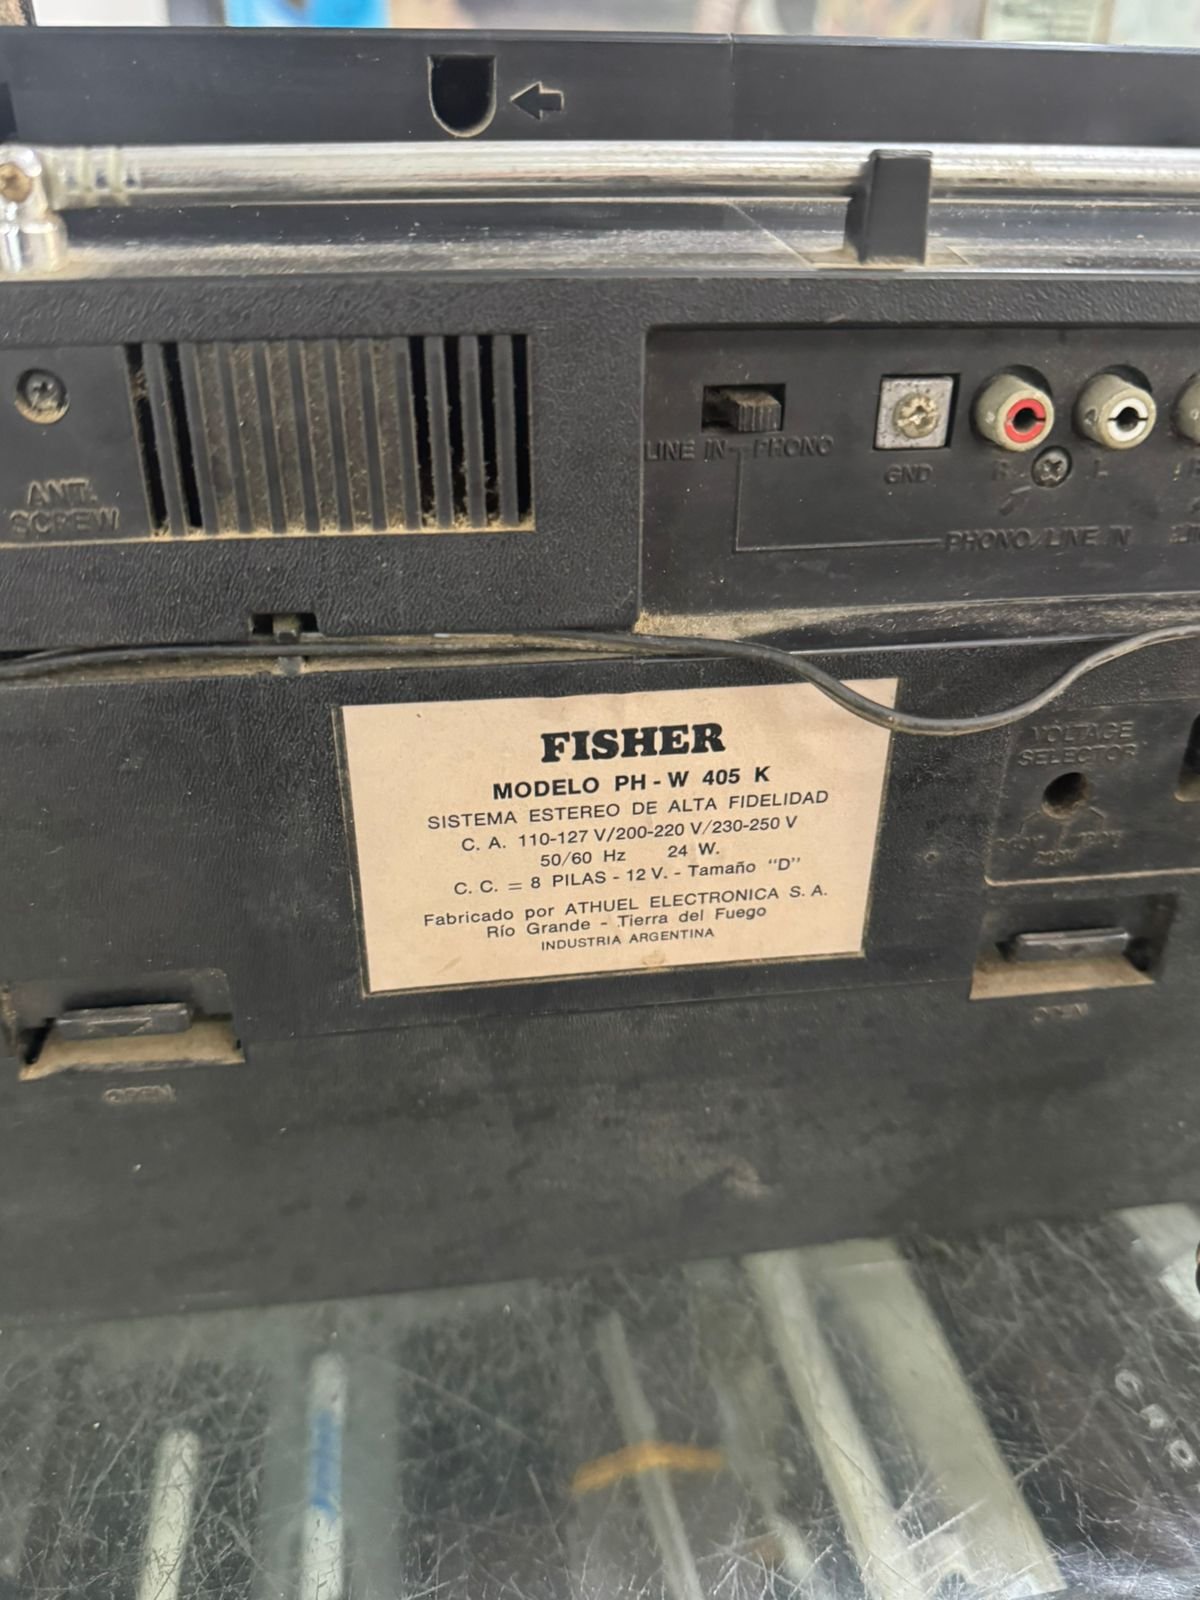 ANT.
SCREW
LINE IN
PHONO
GND
R
L
PHONO/LINE IN
FISHER
MODELO PH - W 405 K
SISTEMA ESTEREO DE ALTA FIDELIDAD
C. A. 110-127 V/200-220 V/230-250 V
50/60 Hz 24 W.
C. C. = 8 PILAS - 12 V. - Tamaño "D"
Fabricado por ATHUEL ELECTRONICA S. A.
Río Grande - Tierra del Fuego
INDUSTRIA ARGENTINA
VOLTAGE
SELECTOR
OPEN
OPEN